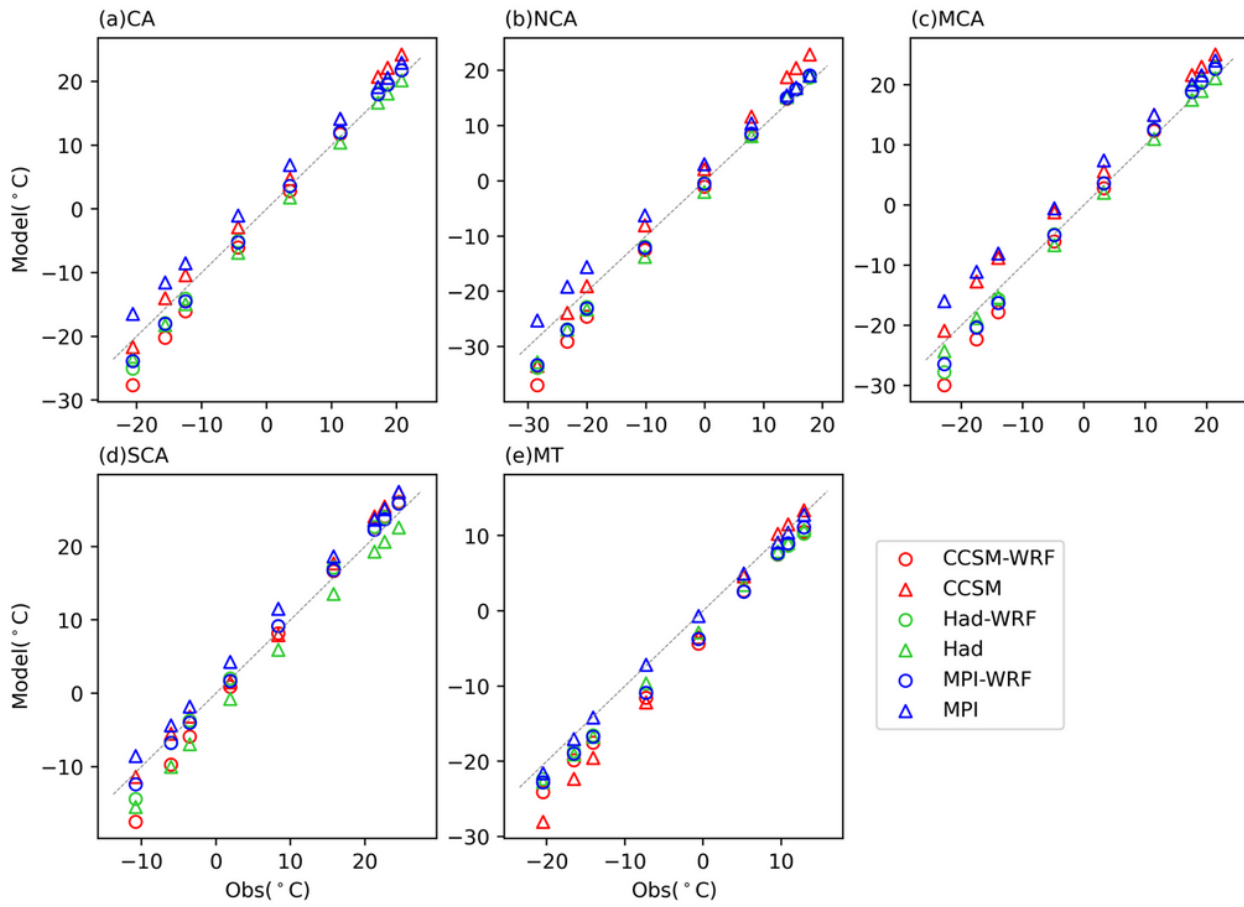 (a)CA
(b)NCA
(c)MCA
20
10
0
−10
−20
−30
Model(°C)
−20 −10 0 10 20
20
10
0
−10
−20
−30
−30 −20 −10 0 10 20
20
10
0
−10
−20
−30
−20 −10 0 10 20
(d)SCA
(e)MT
20
10
0
−10
Model(°C)
−10 0 10 20
Obs(°C)
10
0
−10
−20
−30
−20 −10 0 10
Obs(°C)
CCSM-WRF
CCSM
Had-WRF
Had
MPI-WRF
MPI